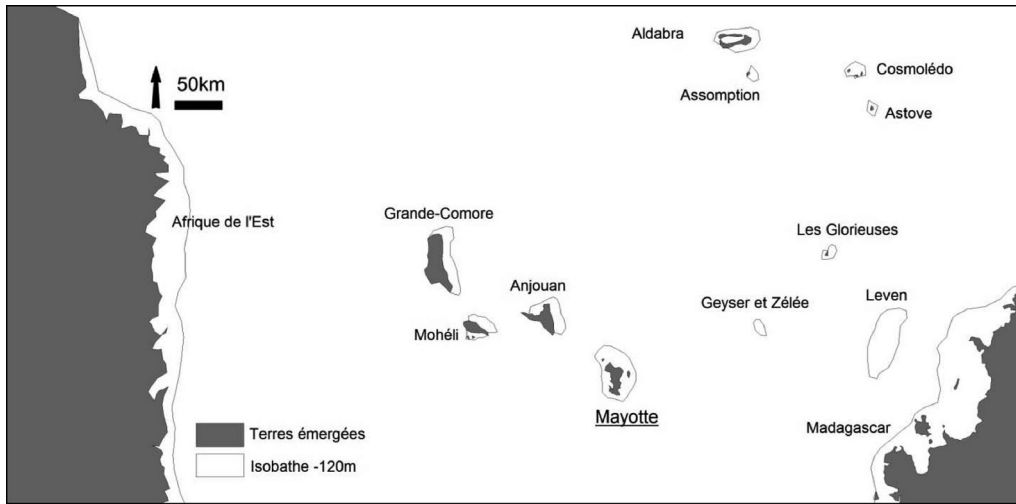 Aldabra
50km
Cosmolédo
Assomption
Astove
Afrique de l'Est
Grande-Comore
Les Glorieuses
Anjouan
Geyser et Zélée
Leven
Mohéli
Mayotte
Madagascar
Terres émergées
Isobathe -120m